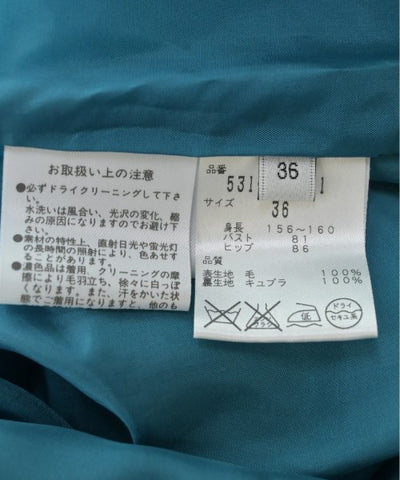 お取扱い上の注意
●必ずドライクリーニングして下さ
い。
水洗いは風合い、光沢の変化、縮
みの原因になりますのでお避け下
さい。
●素材の特性上、直射日光や蛍光灯
の長時間の照射により、色あせす
ることがあります。
●濃色品は着用、クリーニングの摩
擦により毛羽立ち、徐々に白っぽ
くなります。また、汗をかいた状態
でご着用になりますと、他のも
品番
531
36
1
サイズ
36
身長 156～160
バスト 81
ヒップ 86
品質
表生地 毛 100%
裏生地 キュプラ 100%
エンソ
サラシ
低
ドライ
セキユ系